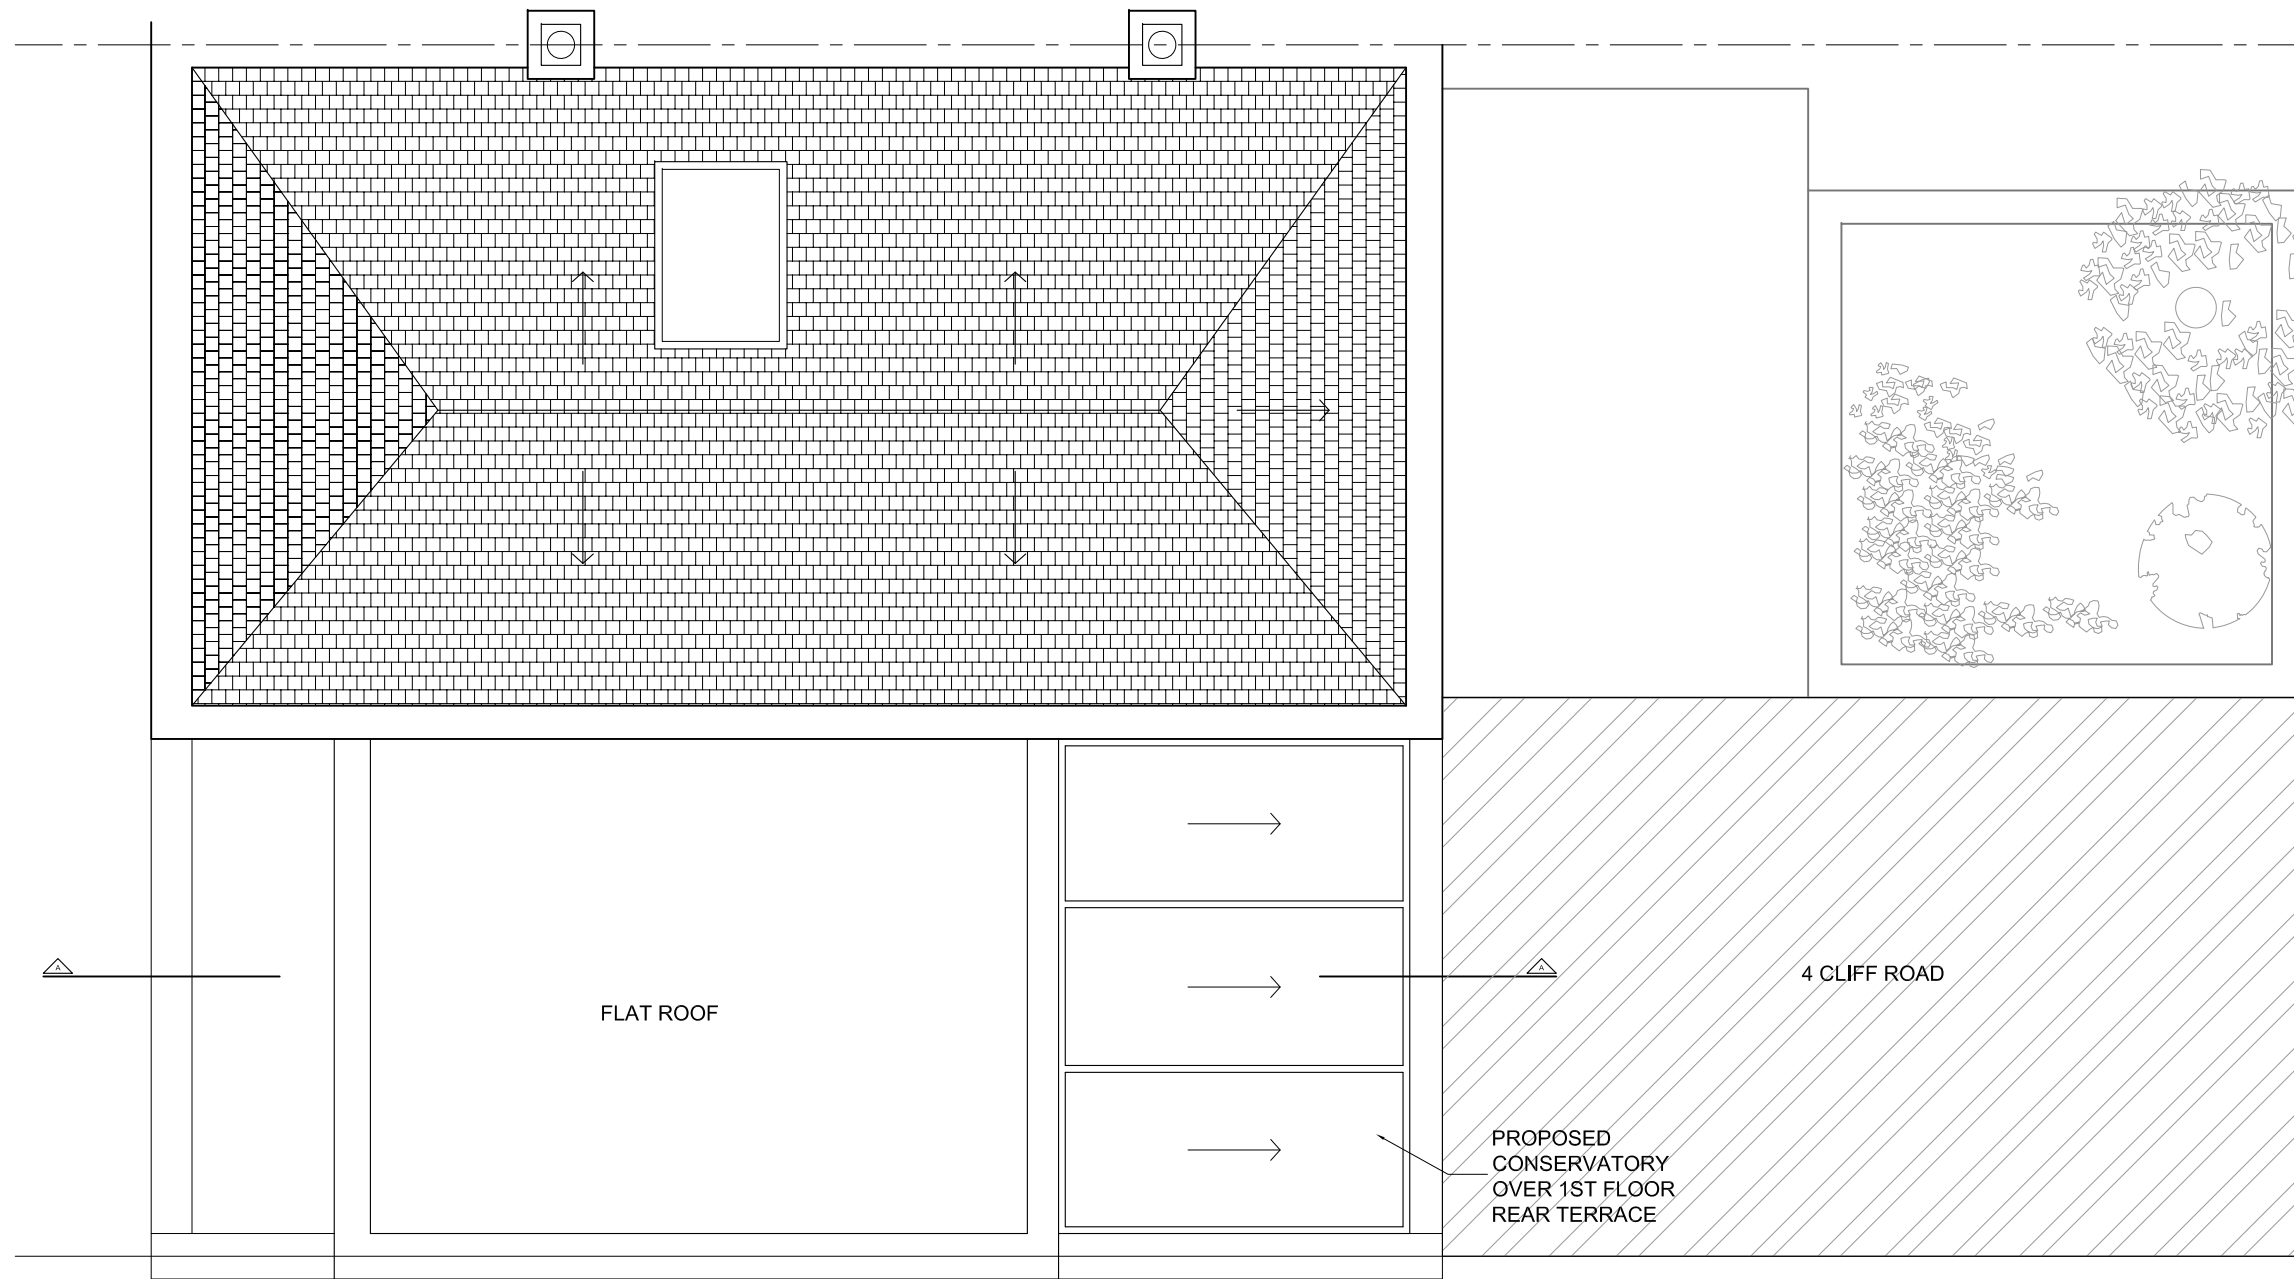 A
A
4 CLIFF ROAD
FLAT ROOF
PROPOSED
CONSERVATORY
OVER 1ST FLOOR
REAR TERRACE